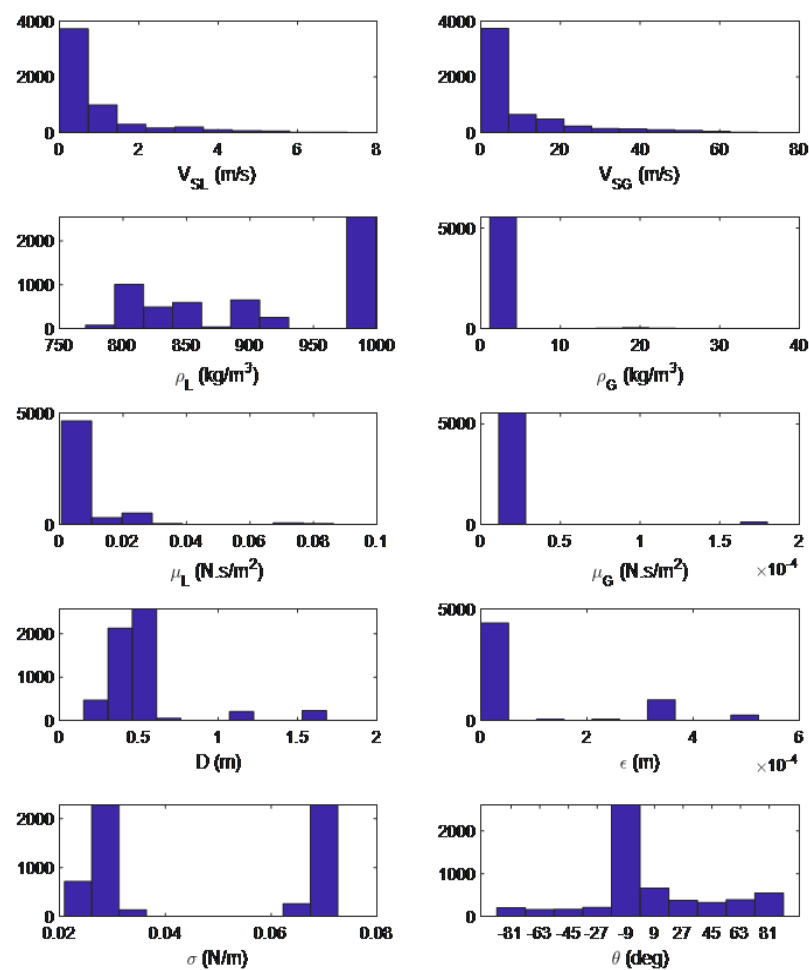 4000
2000
0
0 2 4 6 8
V_SL (m/s)
4000
2000
0
0 20 40 60 80
V_SG (m/s)
2000
1000
0
750 800 850 900 950 1000
ρ_L (kg/m³)
5000
0
0 10 20 30 40
ρ_G (kg/m³)
5000
0
0 0.02 0.04 0.06 0.08 0.1
μ_L (N.s/m²)
5000
0
0 0.5 1 1.5 2
μ_G (N.s/m²) ×10⁻⁴
2000
1000
0
0 0.5 1 1.5 2
D (m)
5000
0
0 2 4 6
ϵ (m) ×10⁻⁴
2000
1000
0
0.02 0.04 0.06 0.08
σ (N/m)
2000
1000
0
-81 -63 -45 -27 -9 9 27 45 63 81
θ (deg)